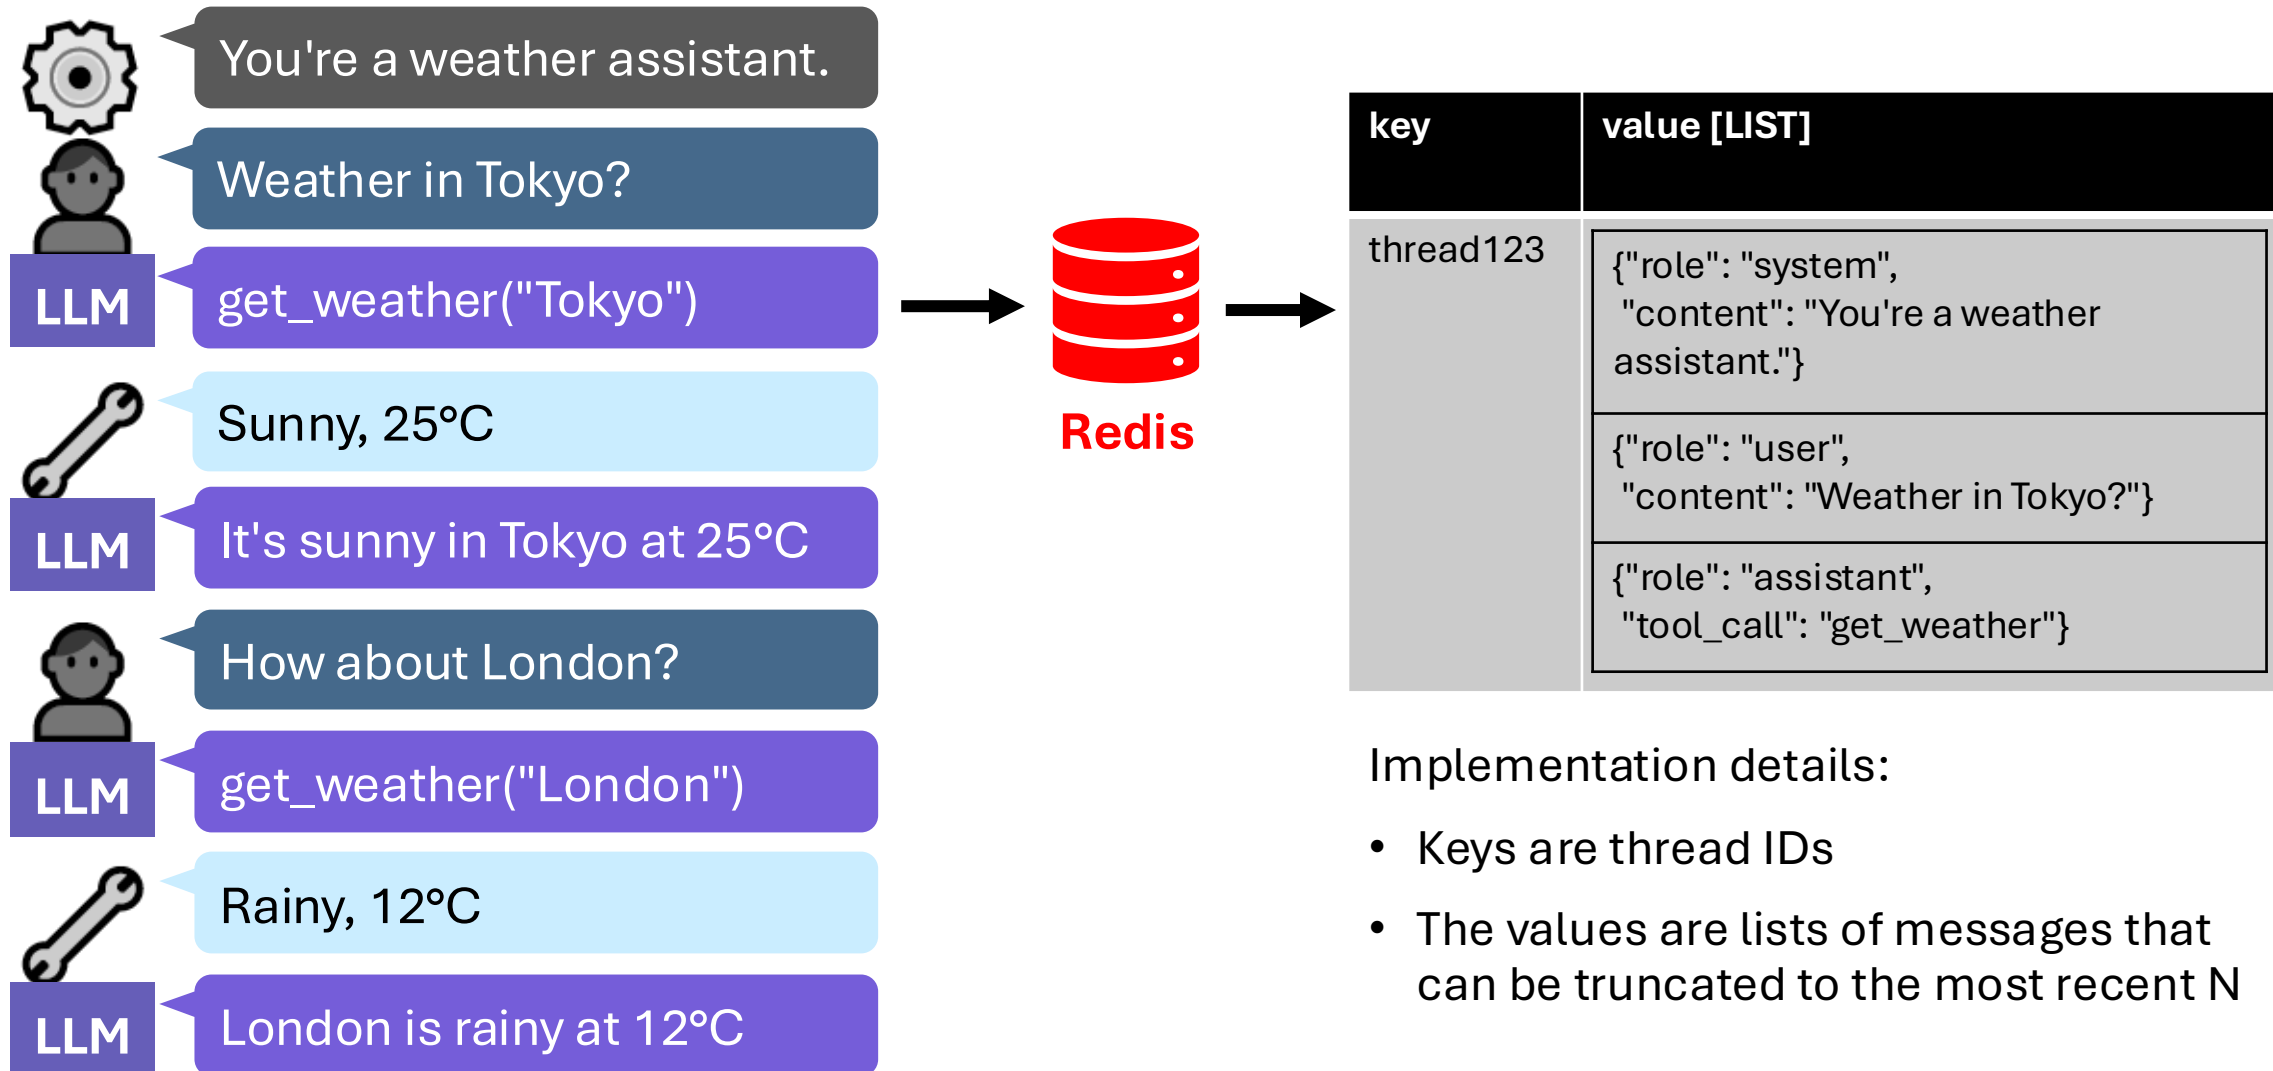 You're a weather assistant.
Weather in Tokyo?
LLM
get_weather("Tokyo")
Sunny, 25°C
LLM
It's sunny in Tokyo at 25°C
How about London?
LLM
get_weather("London")
Rainy, 12°C
LLM
London is rainy at 12°C
Redis
key
value [LIST]
thread123
{"role": "system",
"content": "You're a weather
assistant."}
{"role": "user",
"content": "Weather in Tokyo?"}
{"role": "assistant",
"tool_call": "get_weather"}
Implementation details:
• Keys are thread IDs
• The values are lists of messages that
can be truncated to the most recent N